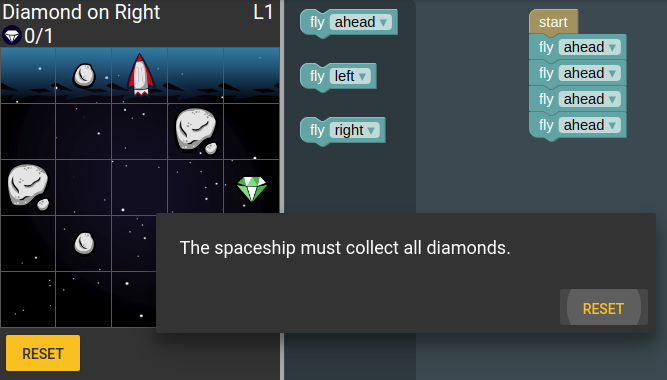 Diamond on Right L1
0/1
fly ahead
fly left
fly right
start
fly ahead
fly ahead
fly ahead
fly ahead
The spaceship must collect all diamonds.
RESET
RESET